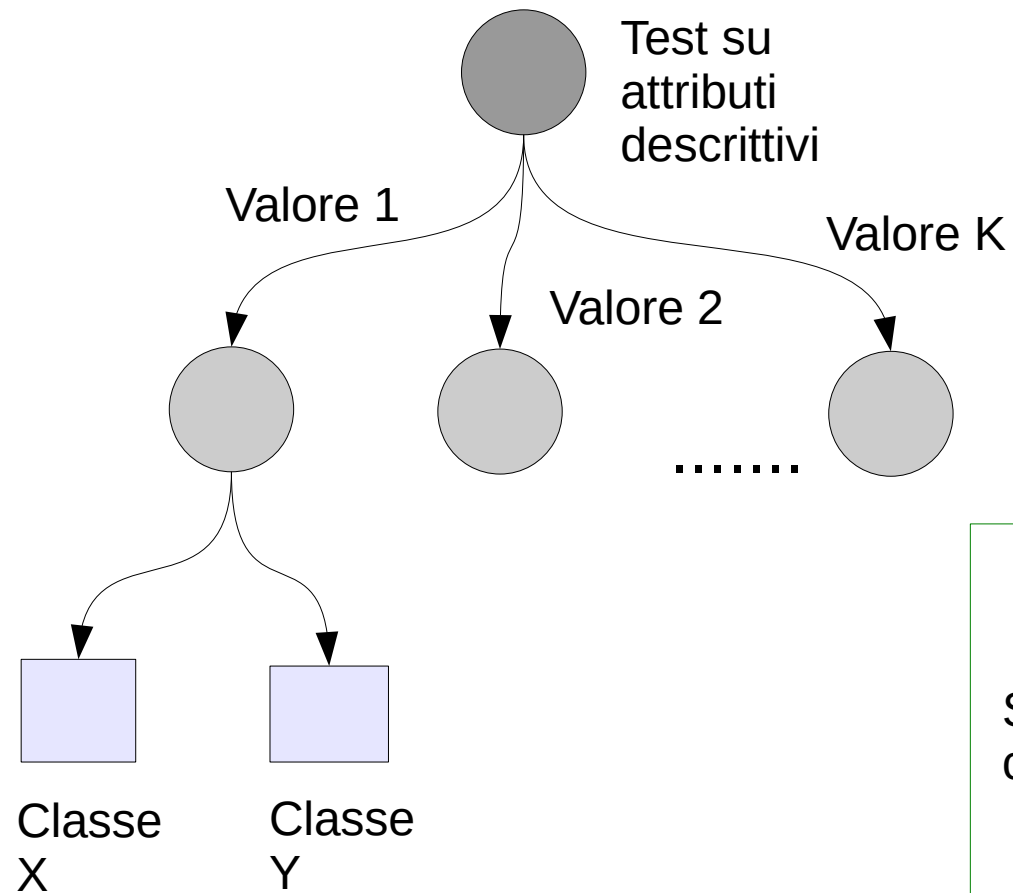 Test su
attributi
descrittivi
Valore 1
Valore K
Valore 2
.......
Classe
X
Classe
Y